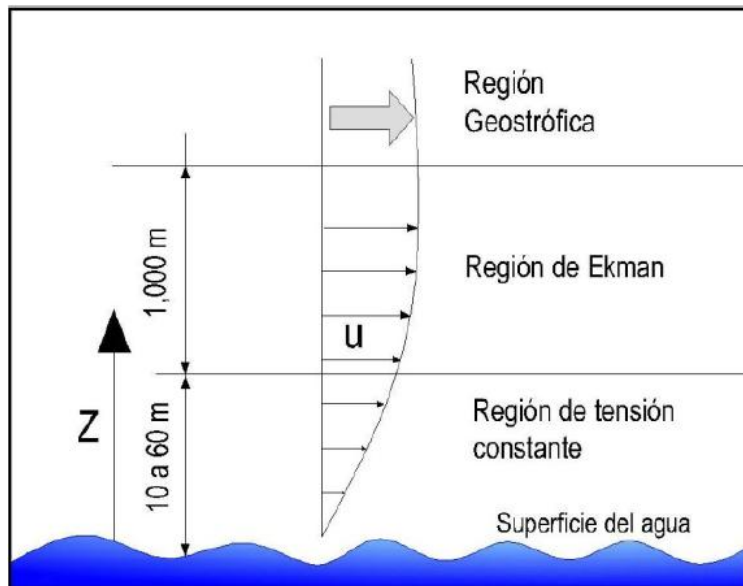 Región
Geostrófica
1,000 m
Región de Ekman
u
Z
10 a 60 m
Región de tensión
constante
Superficie del agua